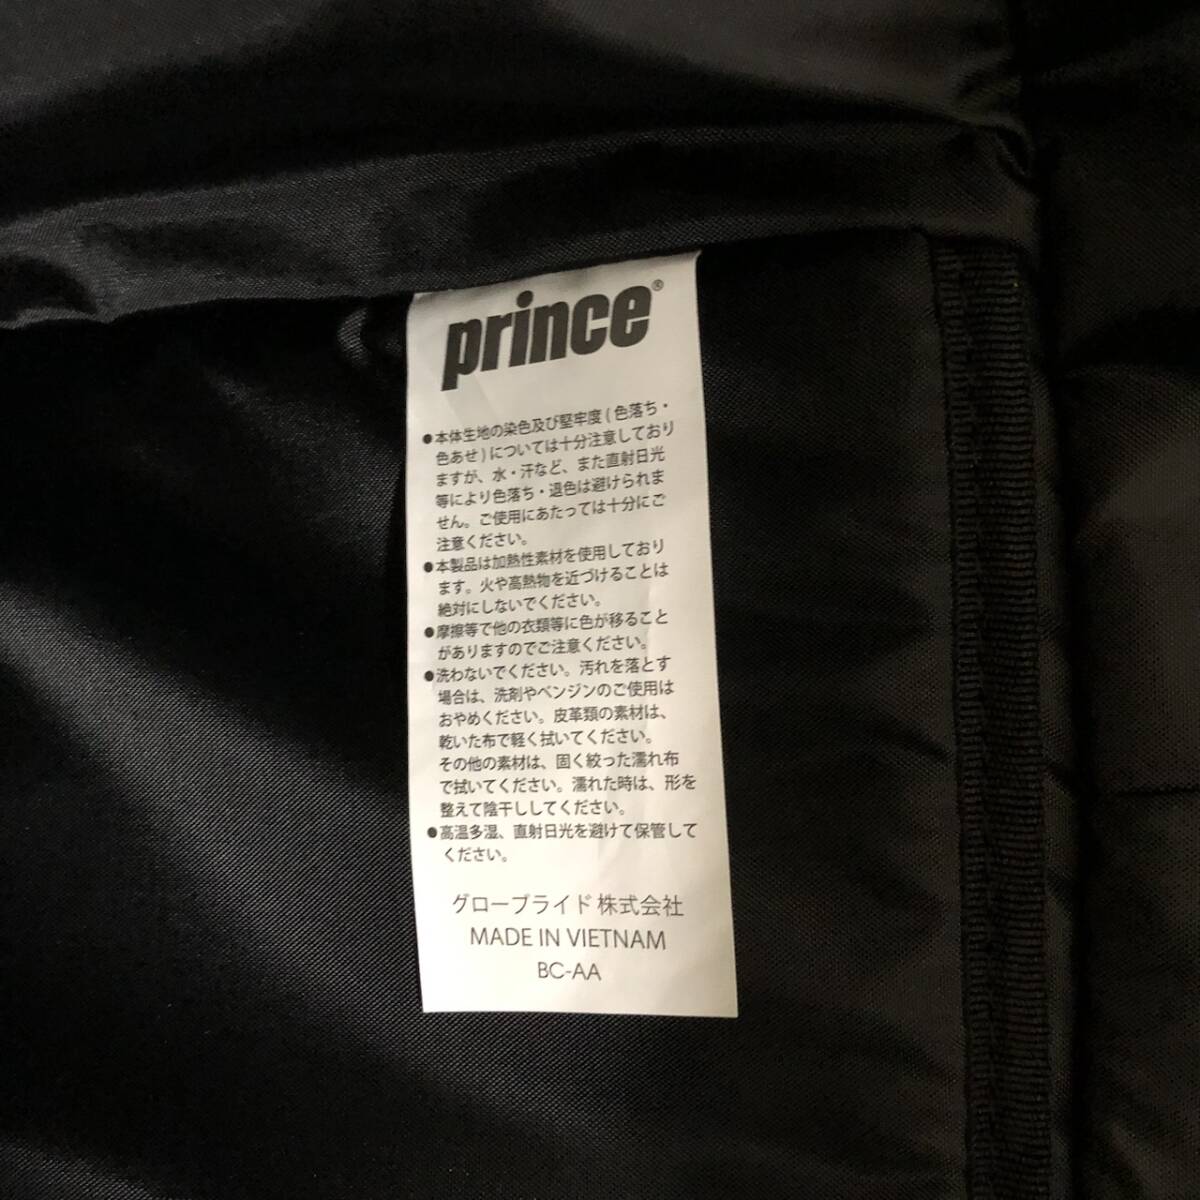 prince®
●本体生地の染色及び堅牢度(色落ち・
色あせ)については十分注意しており
ますが、水・汗など、また直射日光
等により色落ち・退色は避けられま
せん。ご使用にあたっては十分にご
注意ください。
●本製品は加熱性素材を使用しており
ます。火や高熱物を近づけることは
絶対にしないでください。
●摩擦等で他の衣類等に色が移ること
がありますのでご注意ください。
●洗わないでください。汚れを落とす
場合は、洗剤やベンジンのご使用は
おやめください。皮革類の素材は、
乾いた布で軽く拭いてください。
その他の素材は、固く絞った濡れ布
で拭いてください。濡れた時は、形を
整えて陰干ししてください。
●高温多湿、直射日光を避けて保管して
ください。
グローブライド株式会社
MADE IN VIETNAM
BC-AA